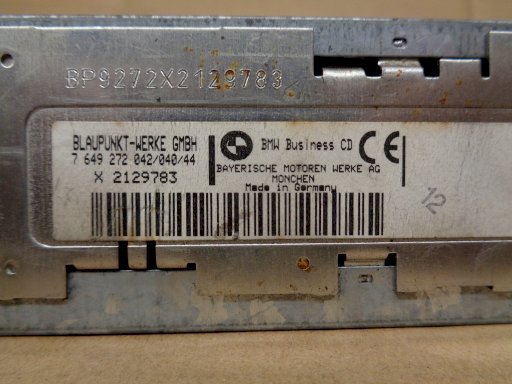 BP9272X2129783
BLAUPUNKT-WERKE GMBH
7 649 272 042/040/44
X 2129783
BMW Business CD CE
BAYERISCHE MOTOREN WERKE AG
MÜNCHEN
Made in Germany
12